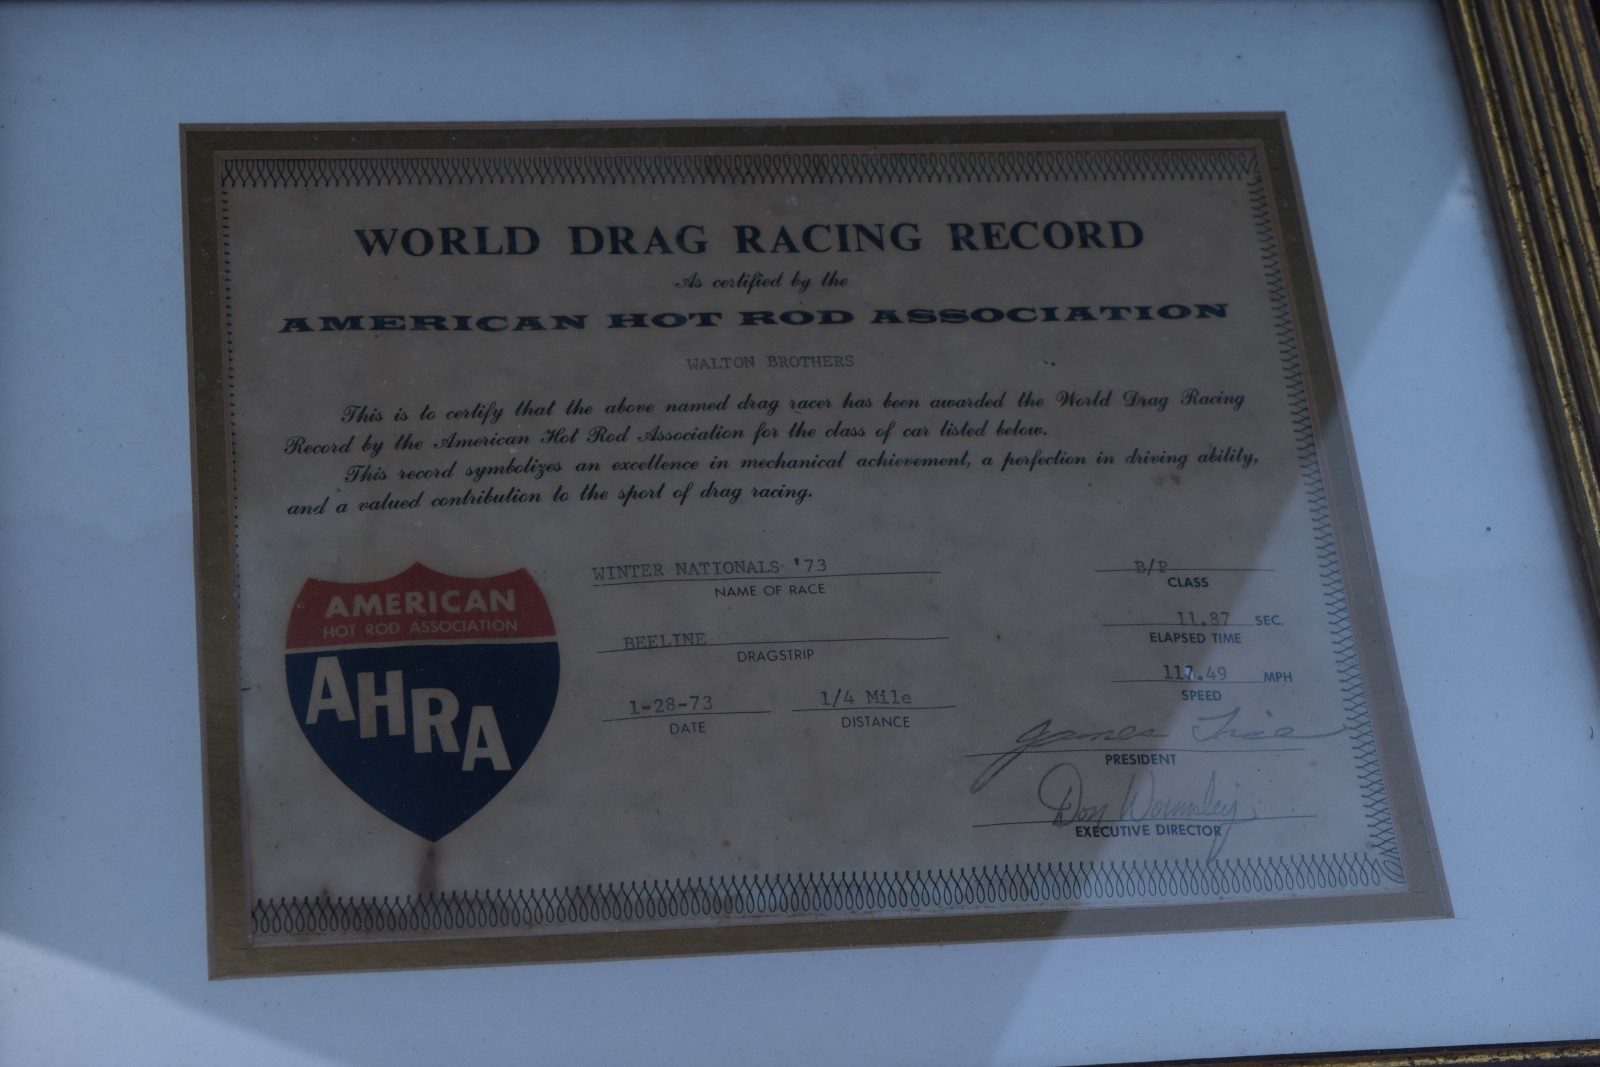 WORLD DRAG RACING RECORD
As certified by the
AMERICAN HOT ROD ASSOCIATION
WALTON BROTHERS
This is to certify that the above named drag racer has been awarded the World Drag Racing
Record by the American Hot Rod Association for the class of car listed below.
This record symbolizes an excellence in mechanical achievement, a perfection in driving ability,
and a valued contribution to the sport of drag racing.
AMERICAN
HOT ROD ASSOCIATION
AHRA
WINTER NATIONALS '73
NAME OF RACE
BEELINE
DRAGSTRIP
1-28-73
DATE
1/4 Mile
DISTANCE
B/P
CLASS
11.87 SEC.
ELAPSED TIME
MPH
SPEED
James Tice
PRESIDENT
Don Wormsley
EXECUTIVE DIRECTOR